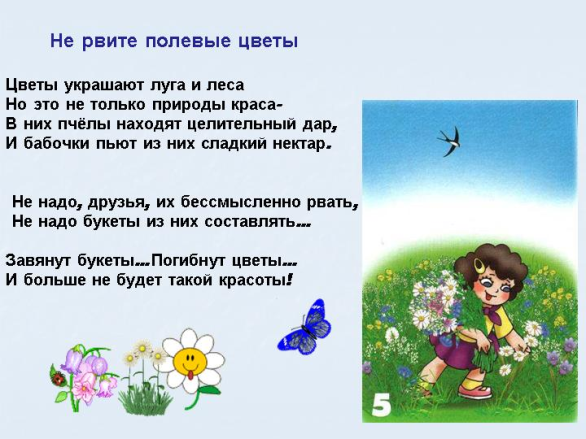 Не рвите полевые цветы
Цветы украшают луга и леса
Но это не только природы краса-
В них пчёлы находят целительный дар,
И бабочки пьют из них сладкий нектар.
Не надо, друзья, их бессмысленно рвать,
Не надо букеты из них составлять...
Завянут букеты...Погибнут цветы...
И больше не будет такой красоты!
5